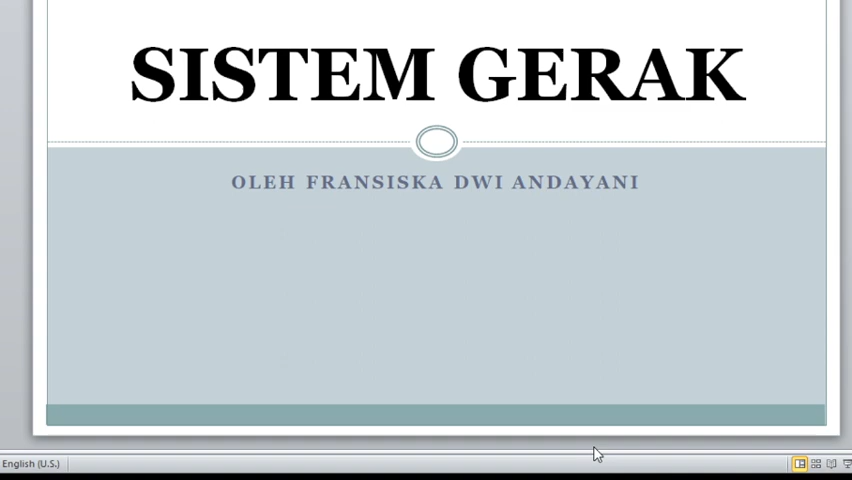 SISTEM GERAK
OLEH FRANSISKA DWI ANDAYANI
English (U.S.)